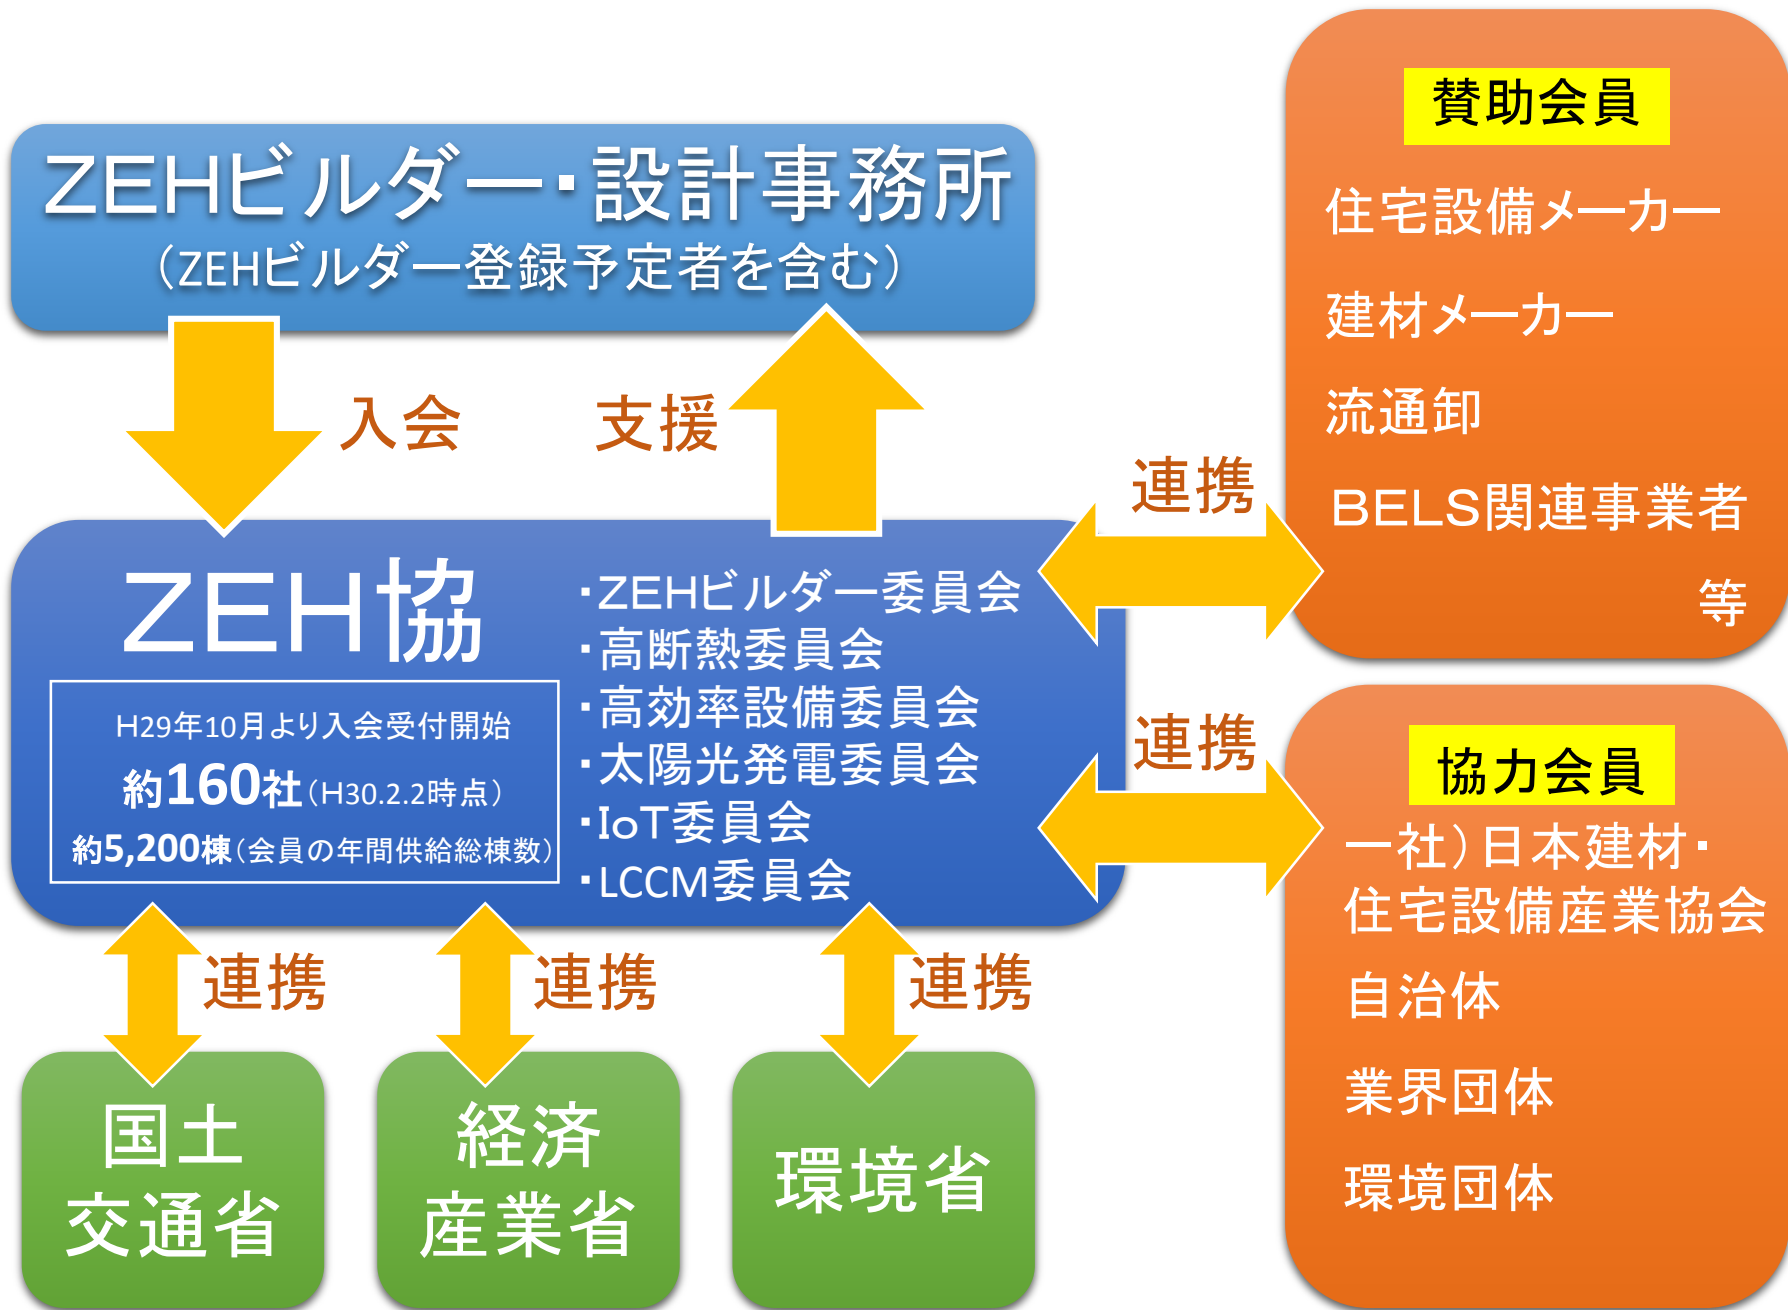 ZEHビルダー・設計事務所
（ZEHビルダー登録予定者を含む）
入会
支援
ZEH協
H29年10月より入会受付開始
約160社（H30.2.2時点）
約5,200棟（会員の年間供給総棟数）
・ZEHビルダー委員会
・高断熱委員会
・高効率設備委員会
・太陽光発電委員会
・IoT委員会
・LCCM委員会
連携
連携
賛助会員
住宅設備メーカー
建材メーカー
流通卸
BELS関連事業者
等
協力会員
一社）日本建材・
住宅設備産業協会
自治体
業界団体
環境団体
連携
連携
連携
国土
交通省
経済
産業省
環境省